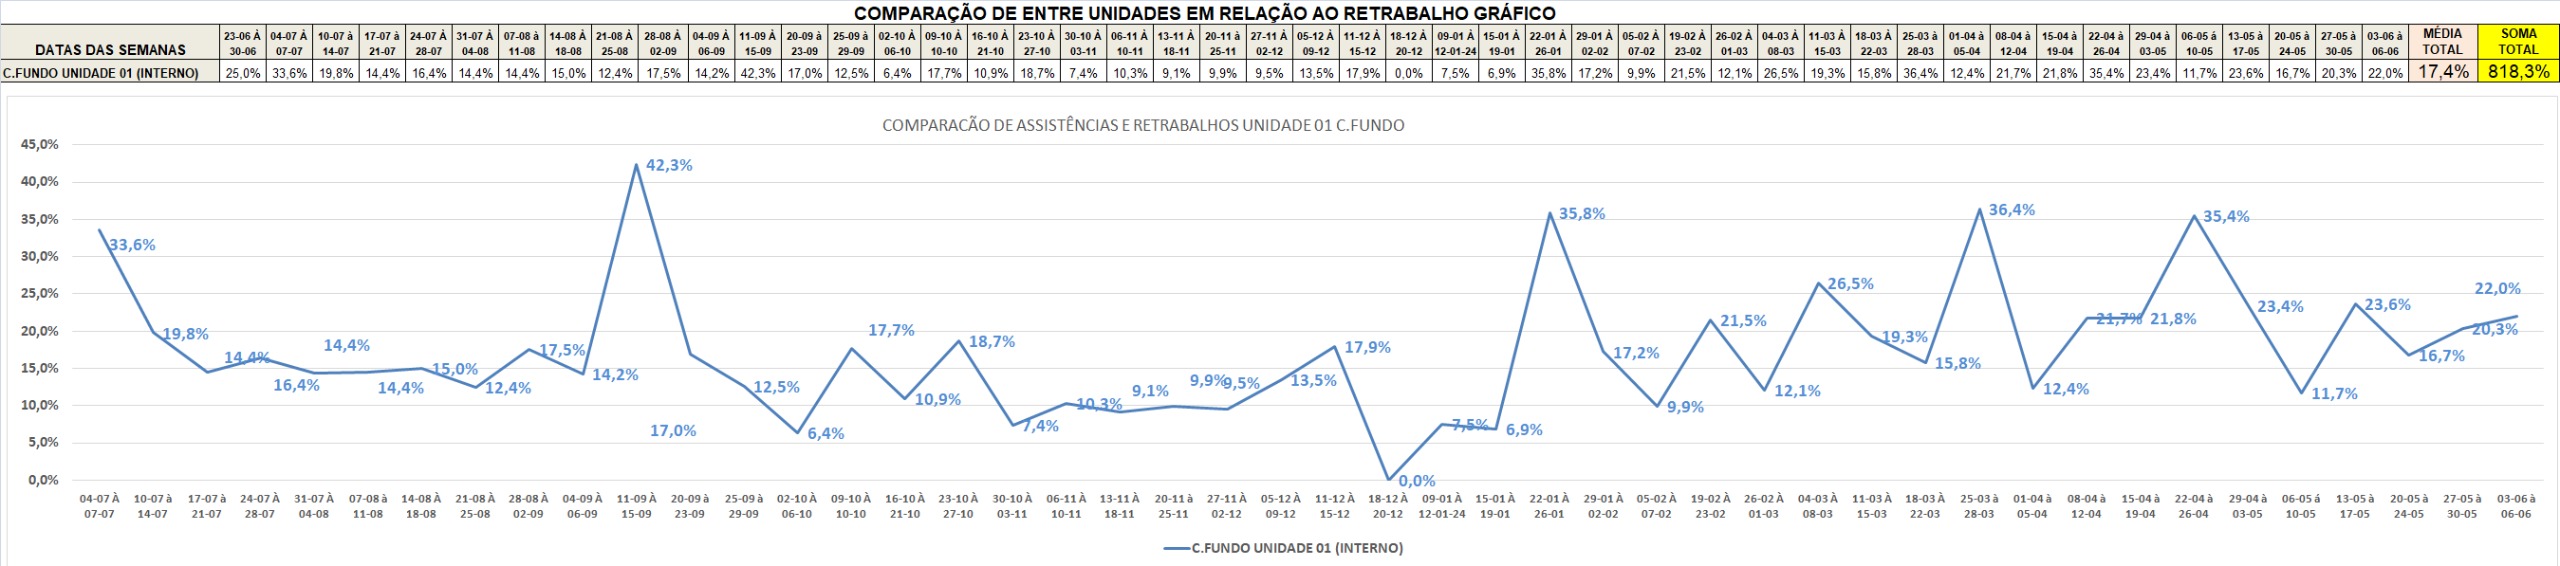 COMPARAÇÃO DE ENTRE UNIDADES EM RELAÇÃO AO RETRABALHO GRÁFICO
DATAS DAS SEMANAS 23-06 À 30-06 04-07 À 07-07 10-07 à 14-07 17-07 à 21-07 24-07 À 28-07 31-07 À 04-08 07-08 à 11-08 14-08 À 18-08 21-08 À 25-08 28-08 À 02-09 04-09 À 06-09 11-09 À 15-09 20-09 à 23-09 25-09 à 29-09 02-10 À 06-10 09-10 À 10-10 16-10 À 21-10 23-10 À 27-10 30-10 À 03-11 06-11 À 10-11 13-11 À 18-11 20-11 à 25-11 27-11 À 02-12 05-12 À 09-12 11-12 À 15-12 18-12 À 20-12 09-01 À 12-01-24 15-01 À 19-01 22-01 À 26-01 29-01 À 02-02 05-02 À 07-02 19-02 À 23-02 26-02 À 01-03 04-03 À 08-03 11-03 À 15-03 18-03 À 22-03 25-03 à 28-03 01-04 à 05-04 08-04 à 12-04 15-04 à 19-04 22-04 à 26-04 29-04 à 03-05 06-05 á 10-05 13-05 à 17-05 20-05 á 24-05 27-05 à 30-05 03-06 à 06-06 MÉDIA TOTAL SOMA TOTAL
C.FUNDO UNIDADE 01 (INTERNO) 25,0% 33,6% 19,8% 14,4% 16,4% 14,4% 14,4% 15,0% 12,4% 17,5% 14,2% 42,3% 17,0% 12,5% 6,4% 17,7% 10,9% 18,7% 7,4% 10,3% 9,1% 9,9% 9,5% 13,5% 17,9% 0,0% 7,5% 6,9% 35,8% 17,2% 9,9% 21,5% 12,1% 26,5% 19,3% 15,8% 36,4% 12,4% 21,7% 21,8% 35,4% 23,4% 11,7% 23,6% 16,7% 20,3% 22,0% 17,4% 818,3%
COMPARACÃO DE ASSISTÊNCIAS E RETRABALHOS UNIDADE 01 C.FUNDO
45,0%
40,0%
35,0%
30,0%
25,0%
20,0%
15,0%
10,0%
5,0%
0,0%
33,6% 19,8% 14,4% 16,4% 14,4% 14,4% 15,0% 12,4% 17,5% 14,2% 42,3% 17,0% 12,5% 6,4% 17,7% 10,9% 18,7% 7,4% 10,3% 9,1% 9,9% 9,5% 13,5% 17,9% 0,0% 7,5% 6,9% 35,8% 17,2% 9,9% 21,5% 12,1% 26,5% 19,3% 15,8% 36,4% 12,4% 21,7% 21,8% 35,4% 23,4% 11,7% 23,6% 16,7% 20,3% 22,0%
04-07 À 10-07 à 17-07 à 24-07 À 31-07 À 07-08 à 14-08 À 21-08 À 28-08 À 04-09 À 11-09 À 20-09 à 25-09 à 02-10 À 09-10 À 16-10 À 23-10 À 30-10 À 06-11 À 13-11 À 20-11 à 27-11 À 05-12 À 11-12 À 18-12 À 09-01 À 15-01 À 22-01 À 29-01 À 05-02 À 19-02 À 26-02 À 04-03 À 11-03 À 18-03 À 25-03 à 01-04 à 08-04 à 15-04 à 22-04 à 29-04 à 06-05 á 13-05 à 20-05 á 27-05 à 03-06 à
07-07 14-07 21-07 28-07 04-08 11-08 18-08 25-08 02-09 06-09 15-09 23-09 29-09 06-10 10-10 21-10 27-10 03-11 10-11 18-11 25-11 02-12 09-12 15-12 20-12 12-01-24 19-01 26-01 02-02 07-02 23-02 01-03 08-03 15-03 22-03 28-03 05-04 12-04 19-04 26-04 03-05 10-05 17-05 24-05 30-05 06-06
C.FUNDO UNIDADE 01 (INTERNO)